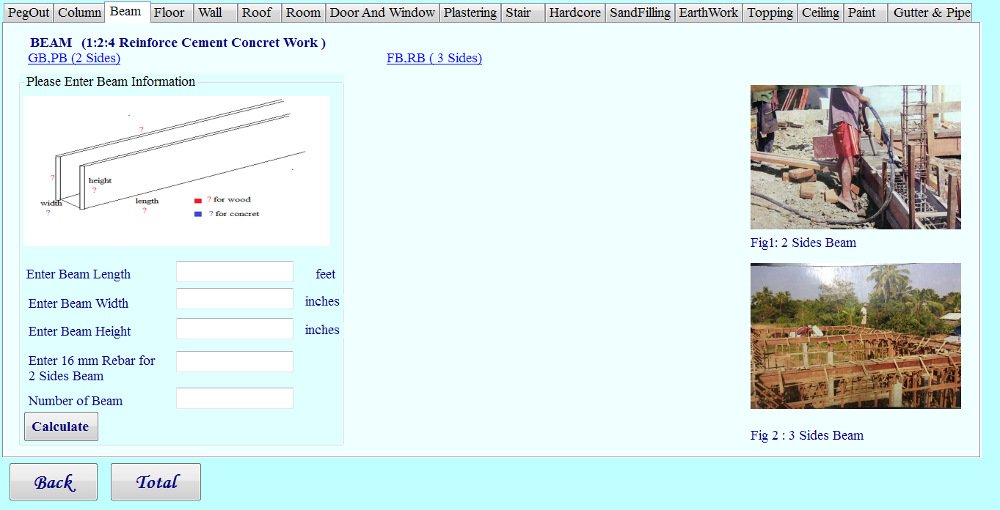 PegOut Column Beam Floor Wall Roof Room Door And Window Plastering Stair Hardcore SandFilling EarthWork Topping Ceiling Paint Gutter & Pipe
BEAM (1:2:4 Reinforce Cement Concret Work )
GB,PB (2 Sides) FB,RB ( 3 Sides)
Please Enter Beam Information
?
?
height
?
width
?
length
?
? for wood
? for concret
Enter Beam Length feet
Enter Beam Width inches
Enter Beam Height inches
Enter 16 mm Rebar for
2 Sides Beam
Number of Beam
Calculate
Fig1: 2 Sides Beam
Fig 2 : 3 Sides Beam
Back Total